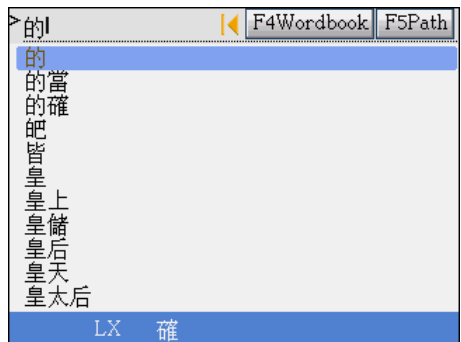 >的 F4Wordbook F5Path
的
的當
的確
皅
皆
皇
皇上
皇儲
皇后
皇天
皇太后
LX 確